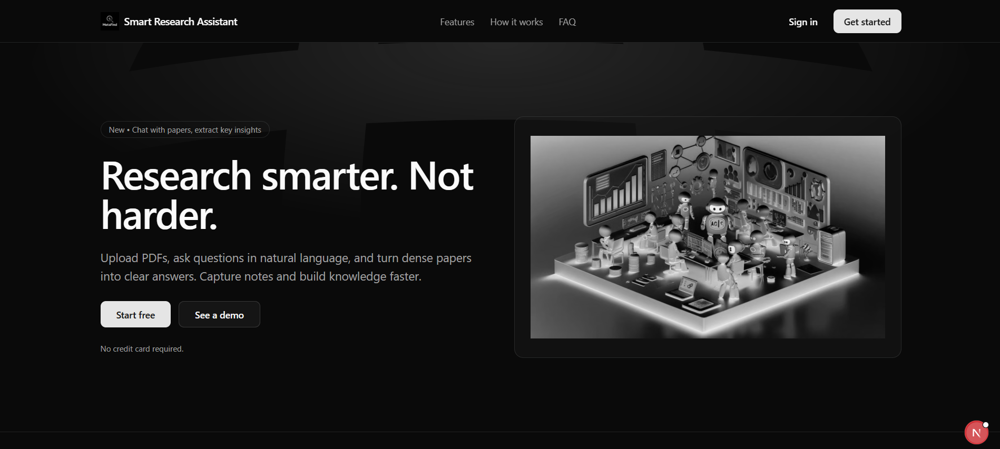 MetaFind
Smart Research Assistant
Features
How it works
FAQ
Sign in
Get started
New • Chat with papers, extract key insights
Research smarter. Not
harder.
Upload PDFs, ask questions in natural language, and turn dense papers
into clear answers. Capture notes and build knowledge faster.
Start free
See a demo
No credit card required.
N